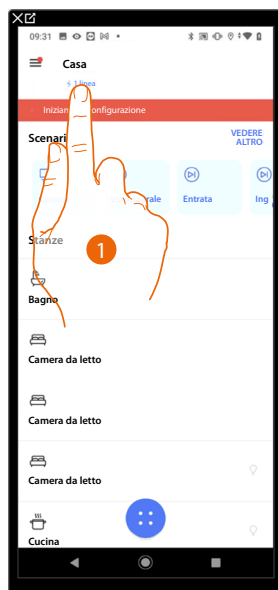 09:31
Casa
1 linea
Inizian configurazione
Scenari
VEDERE
ALTRO
rale
Entrata
Ing
Stanze
1
Bagno
Camera da letto
Camera da letto
Camera da letto
Cucina